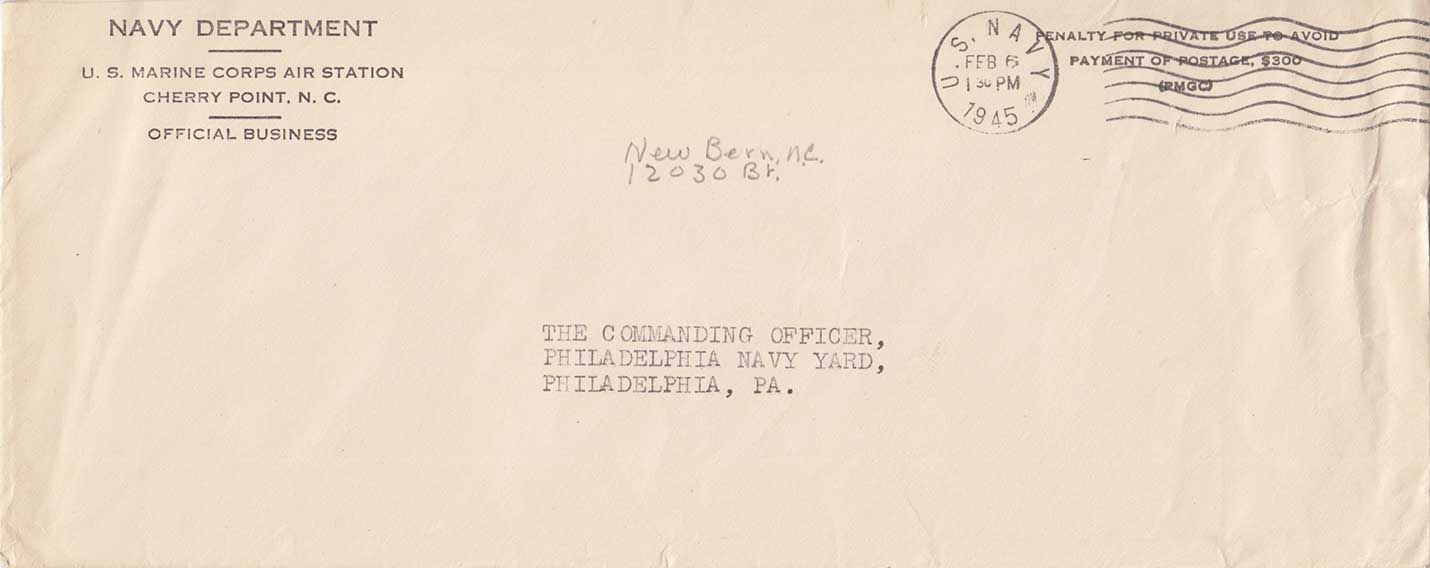 NAVY DEPARTMENT
U. S. MARINE CORPS AIR STATION
CHERRY POINT, N. C.
OFFICIAL BUSINESS
U.S. NAVY
FEB 6
1 30 PM
1945
PENALTY FOR PRIVATE USE TO AVOID
PAYMENT OF POSTAGE, $300
(PMGC)
New Bern, N.C.
12030 Br.
THE COMMANDING OFFICER,
PHILADELPHIA NAVY YARD,
PHILADELPHIA, PA.